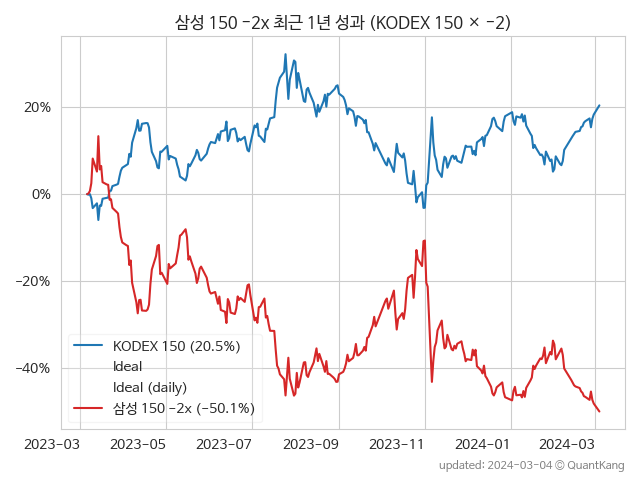 삼성 150 −2x 최근 1년 성과 (KODEX 150 × −2)
20%
0%
−20%
−40%
KODEX 150 (20.5%)
Ideal
Ideal (daily)
삼성 150 −2x (−50.1%)
2023−03
2023−05
2023−07
2023−09
2023−11
2024−01
2024−03
updated: 2024−03−04 © QuantKang